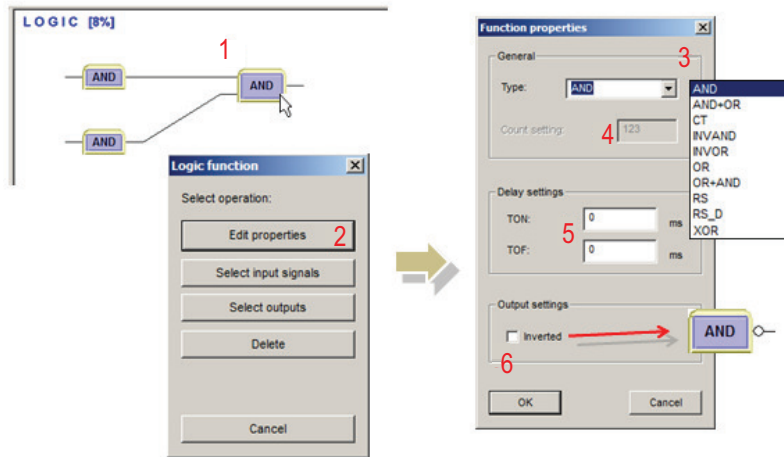 LOGIC [8%]
1
AND
AND
AND
Logic function
Select operation:
Edit properties 2
Select input signals
Select outputs
Delete
Cancel
Function properties
General
3
Type: AND
Count setting: 4 123
AND
AND+OR
CT
INVAND
INVOR
OR
OR+AND
RS
RS_D
XOR
Delay settings
TON: 0 ms
5
TOF: 0 ms
Output settings
Inverted
6
AND
OK Cancel